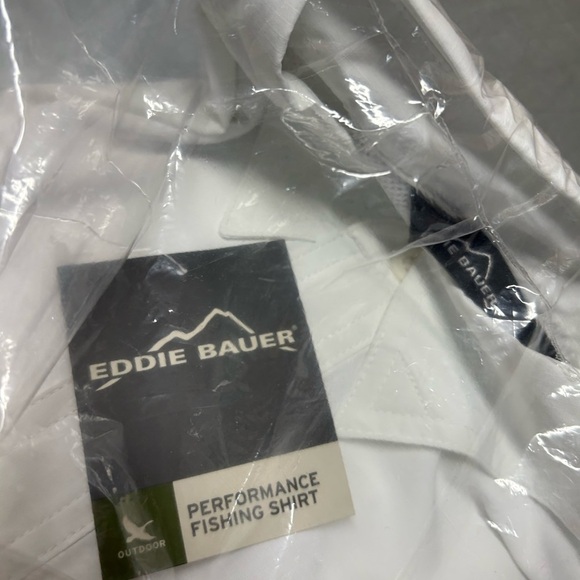 EDDIE BAUER®
EDDIE BAUER
PERFORMANCE
FISHING SHIRT
OUTDOOR